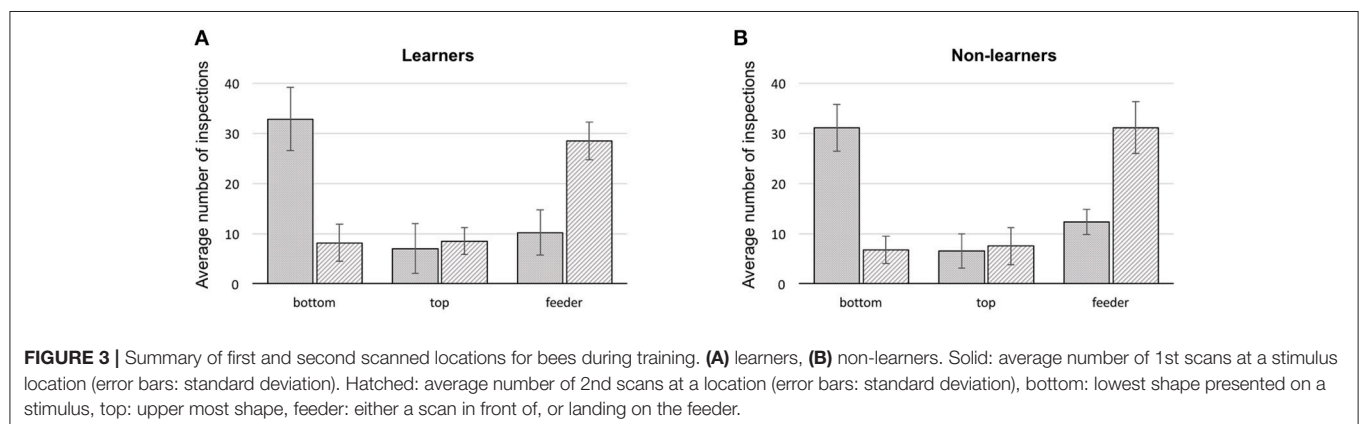 A
Learners
Average number of inspections
40
30
20
10
0
bottom top feeder
B
Non-learners
Average number of inspections
40
30
20
10
0
bottom top feeder
FIGURE 3 | Summary of first and second scanned locations for bees during training. (A) learners, (B) non-learners. Solid: average number of 1st scans at a stimulus
location (error bars: standard deviation). Hatched: average number of 2nd scans at a location (error bars: standard deviation), bottom: lowest shape presented on a
stimulus, top: upper most shape, feeder: either a scan in front of, or landing on the feeder.